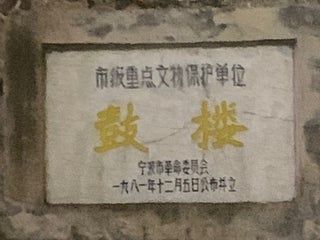 市级重点文物保护单位
鼓楼
宁波市革命委员会
一九八一年十二月五日公布并立